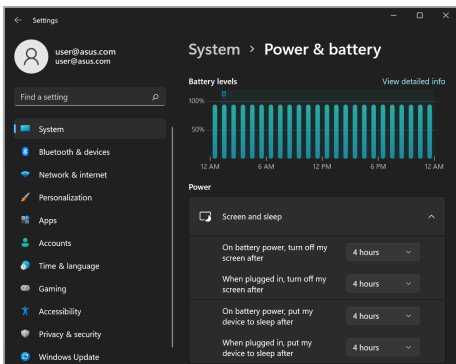 Settings
user@asus.com
user@asus.com
Find a setting
System
Bluetooth & devices
Network & internet
Personalization
Apps
Accounts
Time & language
Gaming
Accessibility
Privacy & security
Windows Update
System > Power & battery
Battery levels
View detailed info
100%
50%
12 AM 6 AM 12 PM 6 PM 12 AM
Power
Screen and sleep
On battery power, turn off my
screen after
4 hours
When plugged in, turn off my
screen after
4 hours
On battery power, put my
device to sleep after
4 hours
When plugged in, put my
device to sleep after
4 hours